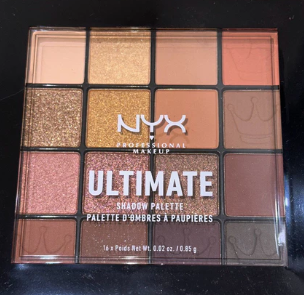 NYX
PROFESSIONAL
MAKEUP
ULTIMATE
SHADOW PALETTE
PALETTE D'OMBRES À PAUPIÈRES
16 x Poids Net Wt. 0.02 oz. / 0.85 g